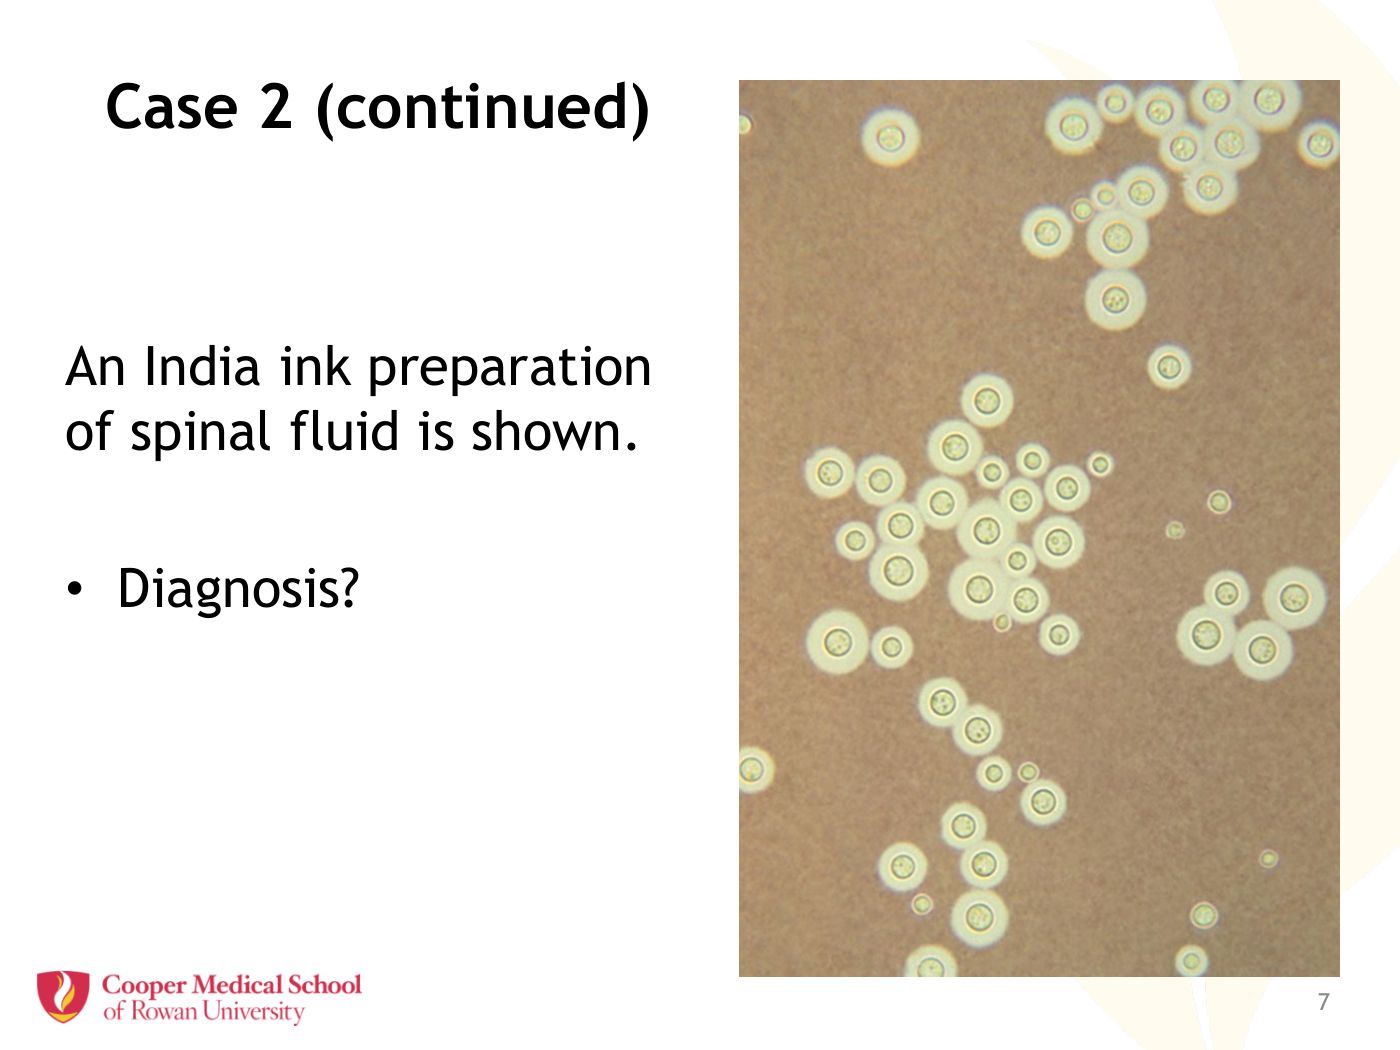 Case 2 (continued)
An India ink preparation
of spinal fluid is shown.
• Diagnosis?
Cooper Medical School
of Rowan University
7